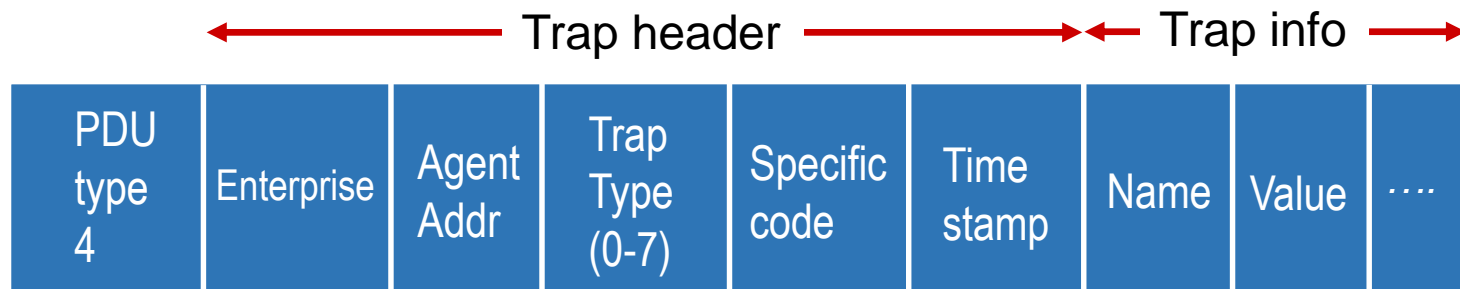 Trap header
Trap info
PDU
type
4
Enterprise
Agent
Addr
Trap
Type
(0-7)
Specific
code
Time
stamp
Name
Value
....